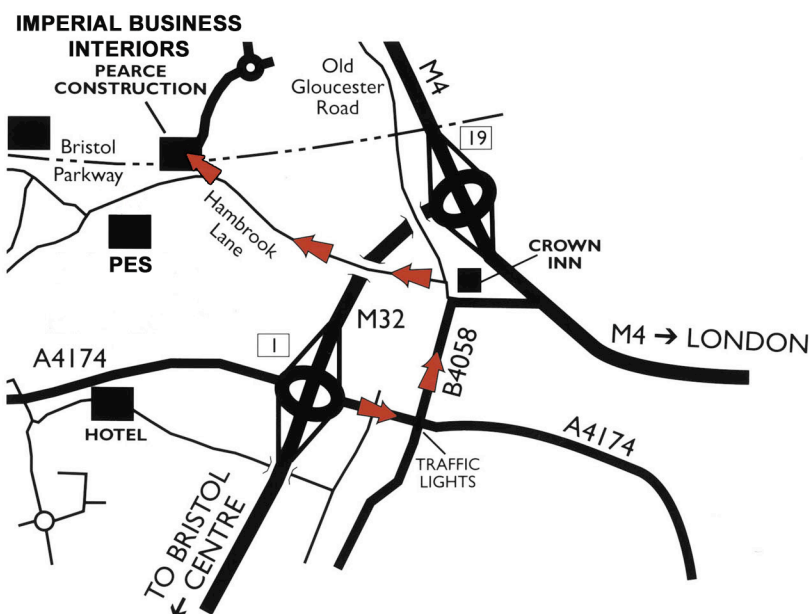 IMPERIAL BUSINESS
INTERIORS
PEARCE
CONSTRUCTION
Old
Gloucester
Road
M4
19
Bristol
Parkway
Hambrook
Lane
PES
CROWN
INN
M32
M4 → LONDON
1
A4174
B4058
HOTEL
TRAFFIC
LIGHTS
A4174
TO BRISTOL
← CENTRE